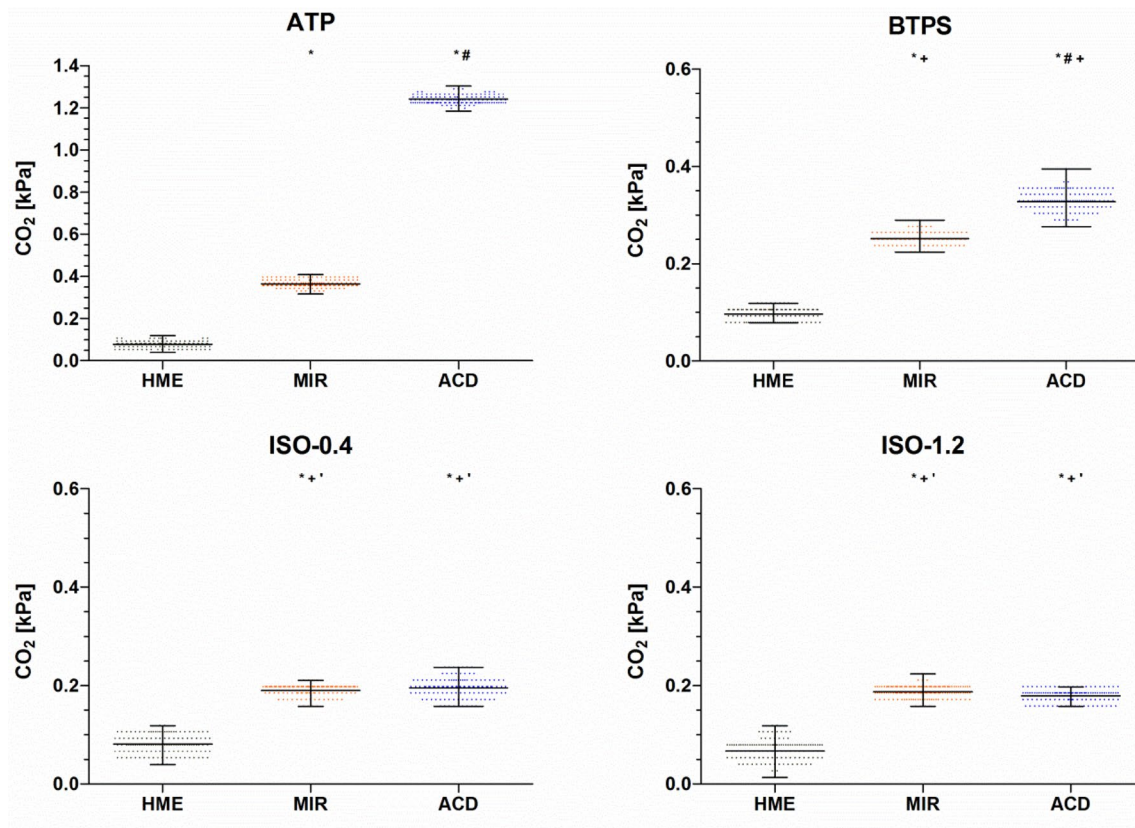 ATP
* * #
CO₂ [kPa]
1.4
1.2
1.0
0.8
0.6
0.4
0.2
0.0
HME MIR ACD
BTPS
* + * # +
CO₂ [kPa]
0.6
0.4
0.2
0.0
HME MIR ACD
ISO-0.4
* + ' * + '
CO₂ [kPa]
0.6
0.4
0.2
0.0
HME MIR ACD
ISO-1.2
* + ' * + '
CO₂ [kPa]
0.6
0.4
0.2
0.0
HME MIR ACD